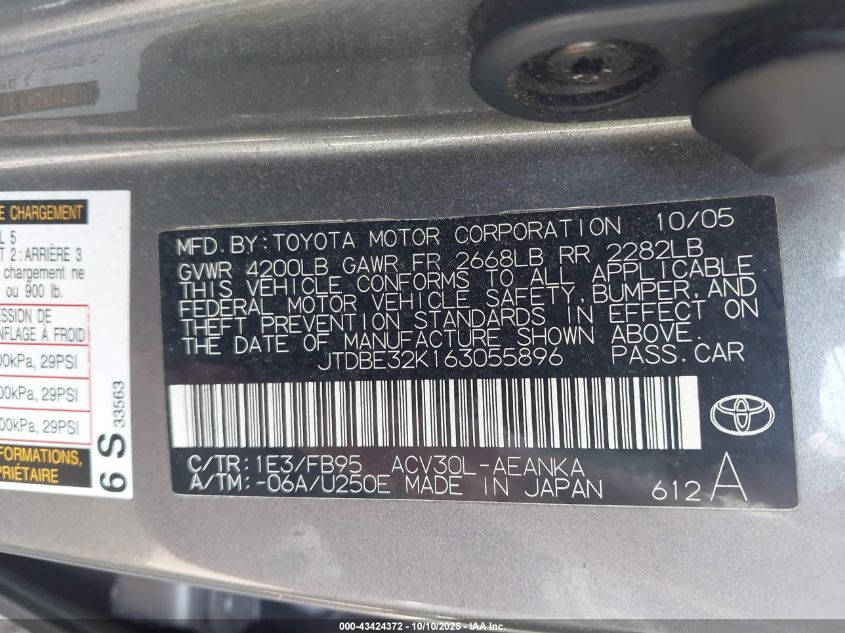 E CHARGEMENT
L 5
T 2:ARRIÈRE 3
chargement ne
ou 900 lb.
ESSION DE
NFLAGE À FROID
00kPa, 29PSI
00kPa, 29PSI
00kPa, 29PSI
FORMATIONS,
PRIÉTAIRE
6 S 33563
MFD. BY: TOYOTA MOTOR CORPORATION 10/05
GVWR 4200LB GAWR FR 2668LB RR 2282LB
THIS VEHICLE CONFORMS TO ALL APPLICABLE
FEDERAL MOTOR VEHICLE SAFETY, BUMPER, AND
THEFT PREVENTION STANDARDS IN EFFECT ON
THE DATE OF MANUFACTURE SHOWN ABOVE.
JTDBE32K163055896 PASS. CAR
C/TR: 1E3/FB95 ACV30L-AEANKA
A/TM: -06A/U250E MADE IN JAPAN 612 A
000-43424372 - 10/10/2025 - IAA Inc.